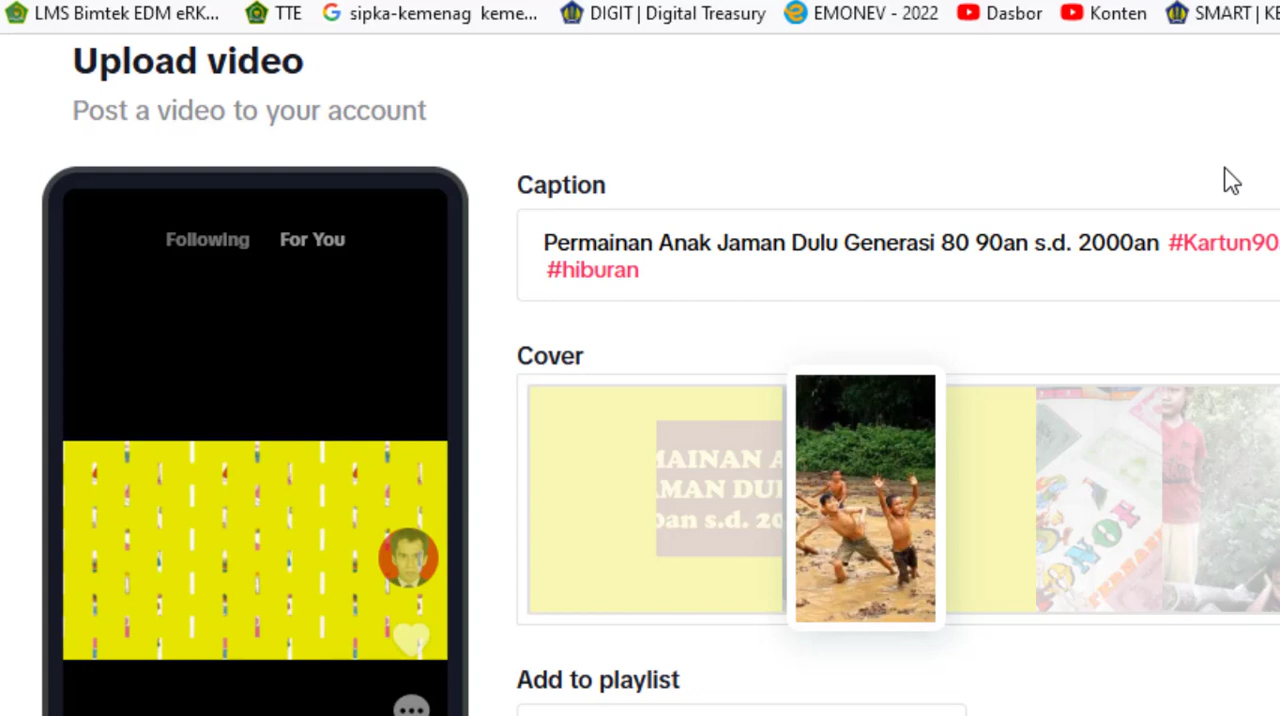 LMS Bimtek EDM eRK... TTE sipka-kemenag keme... DIGIT | Digital Treasury EMONEV - 2022 Dasbor Konten SMART | KE
Upload video
Post a video to your account
Following For You
Caption
Permainan Anak Jaman Dulu Generasi 80 90an s.d. 2000an #Kartun90
#hiburan
Cover
MAINAN A
MAN DUL
0an s.d. 20
Add to playlist